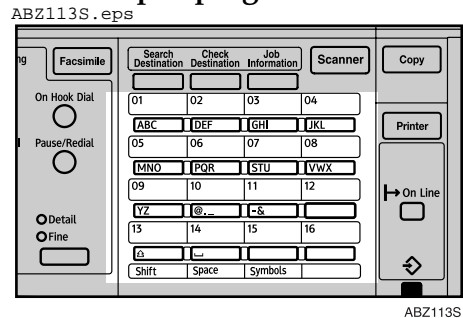 ABZ113S.eps
Facsimile
Search Destination
Check Destination
Job Information
Scanner
Copy
On Hook Dial
01 02 03 04
ABC DEF GHI JKL
Printer
Pause/Redial
05 06 07 08
MNO PQR STU VWX
09 10 11 12
On Line
YZ @._ -&
Detail
Fine
13 14 15 16
Shift Space Symbols
ABZ113S